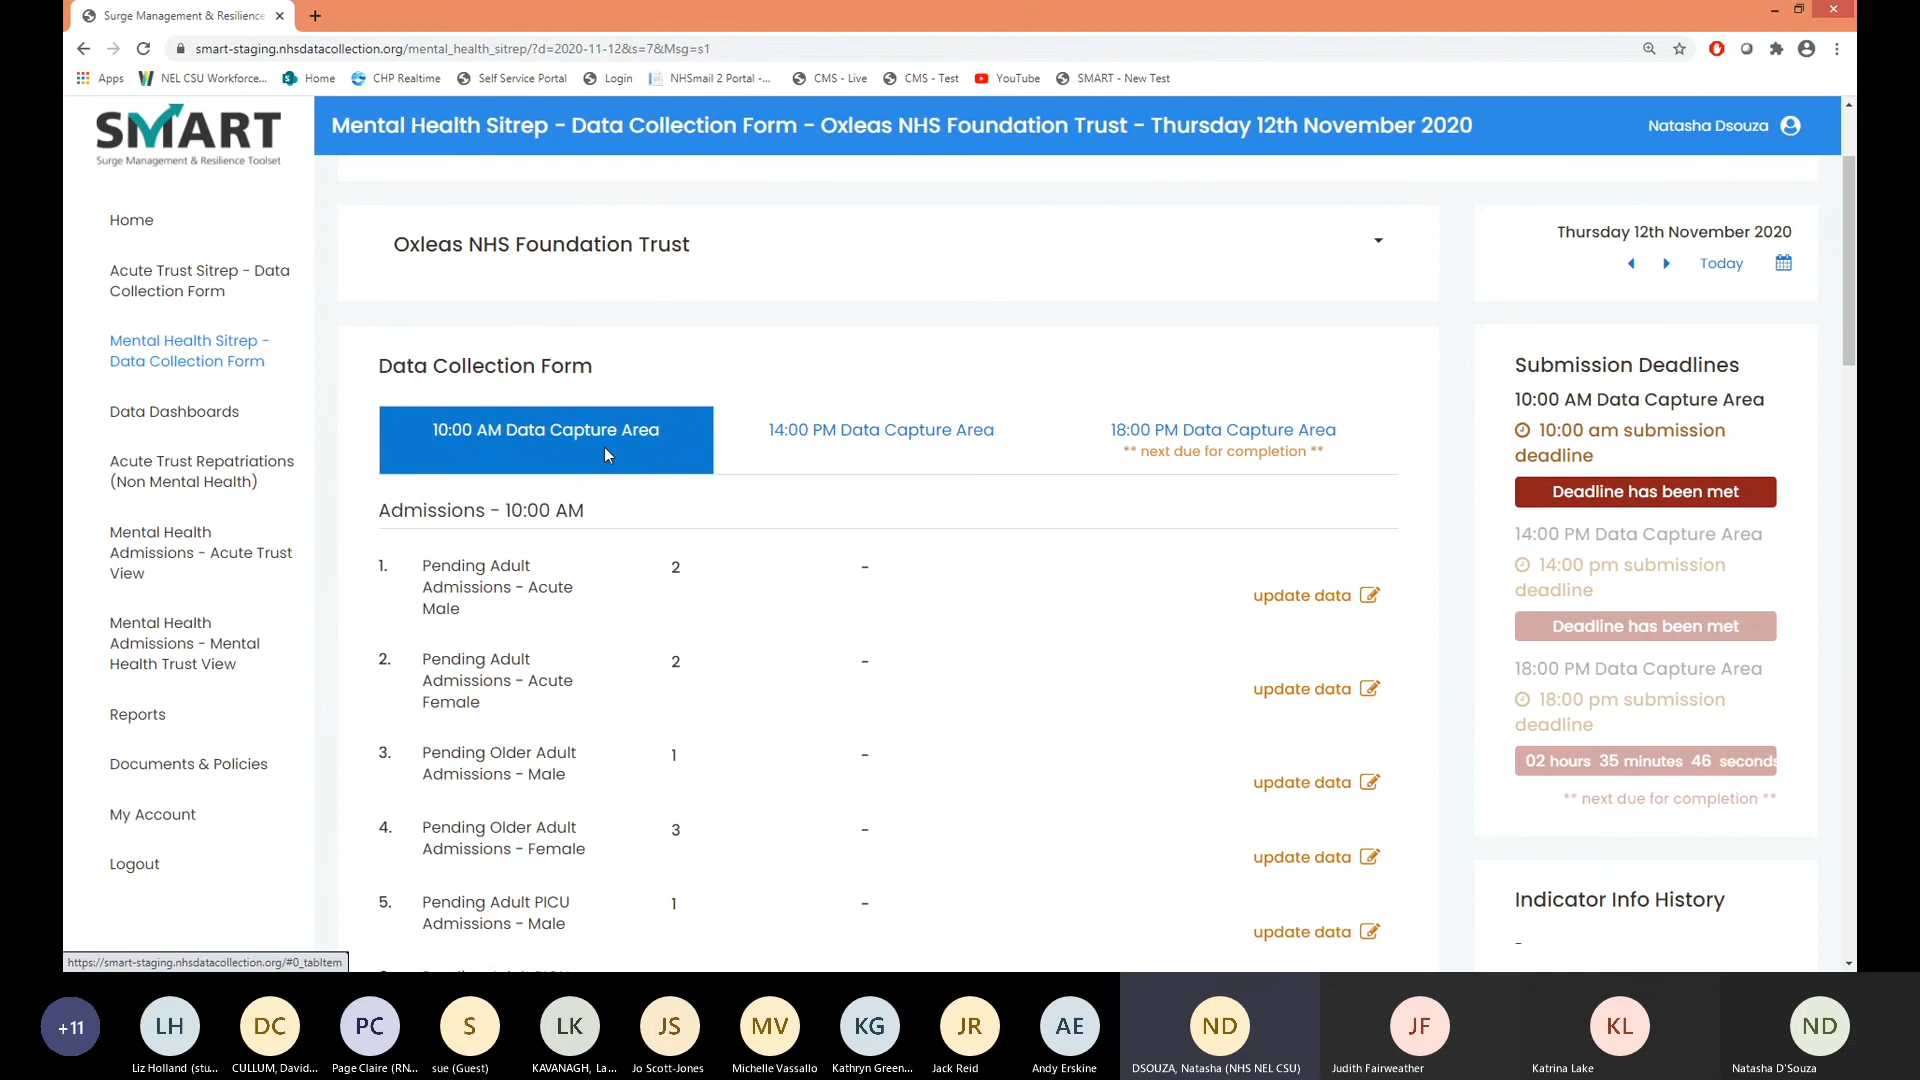 Surge Management & Resilience
smart-staging.nhsdatacollection.org/mental_health_sitrep/?d=2020-11-12&s=7&Msg=s1
Apps
NEL CSU Workforce...
Home
CHP Realtime
Self Service Portal
Login
NHSmail 2 Portal -...
CMS - Live
CMS - Test
YouTube
SMART - New Test
SMART
Surge Management & Resilience Toolset
Mental Health Sitrep - Data Collection Form - Oxleas NHS Foundation Trust - Thursday 12th November 2020
Natasha Dsouza
Home
Acute Trust Sitrep - Data
Collection Form
Mental Health Sitrep -
Data Collection Form
Data Dashboards
Acute Trust Repatriations
(Non Mental Health)
Mental Health
Admissions - Acute Trust
View
Mental Health
Admissions - Mental
Health Trust View
Reports
Documents & Policies
My Account
Logout
Oxleas NHS Foundation Trust
Data Collection Form
10:00 AM Data Capture Area
14:00 PM Data Capture Area
18:00 PM Data Capture Area
** next due for completion **
Admissions - 10:00 AM
1. Pending Adult
Admissions - Acute
Male
2
-
update data
2. Pending Adult
Admissions - Acute
Female
2
-
update data
3. Pending Older Adult
Admissions - Male
1
-
update data
4. Pending Older Adult
Admissions - Female
3
-
update data
5. Pending Adult PICU
Admissions - Male
1
-
update data
Thursday 12th November 2020
Today
Submission Deadlines
10:00 AM Data Capture Area
10:00 am submission
deadline
Deadline has been met
14:00 PM Data Capture Area
14:00 pm submission
deadline
Deadline has been met
18:00 PM Data Capture Area
18:00 pm submission
deadline
02 hours 35 minutes 46 seconds
** next due for completion **
Indicator Info History
-
https://smart-staging.nhsdatacollection.org/#0_tabItem
+11
LH
DC
PC
S
LK
JS
MV
KG
JR
AE
ND
JF
KL
ND
Liz Holland (stu...
CULLUM, David...
Page Claire (RN...
sue (Guest)
KAVANAGH, La...
Jo Scott-Jones
Michelle Vassallo
Kathryn Green...
Jack Reid
Andy Erskine
DSOUZA, Natasha (NHS NEL CSU)
Judith Fairweather
Katrina Lake
Natasha D'Souza